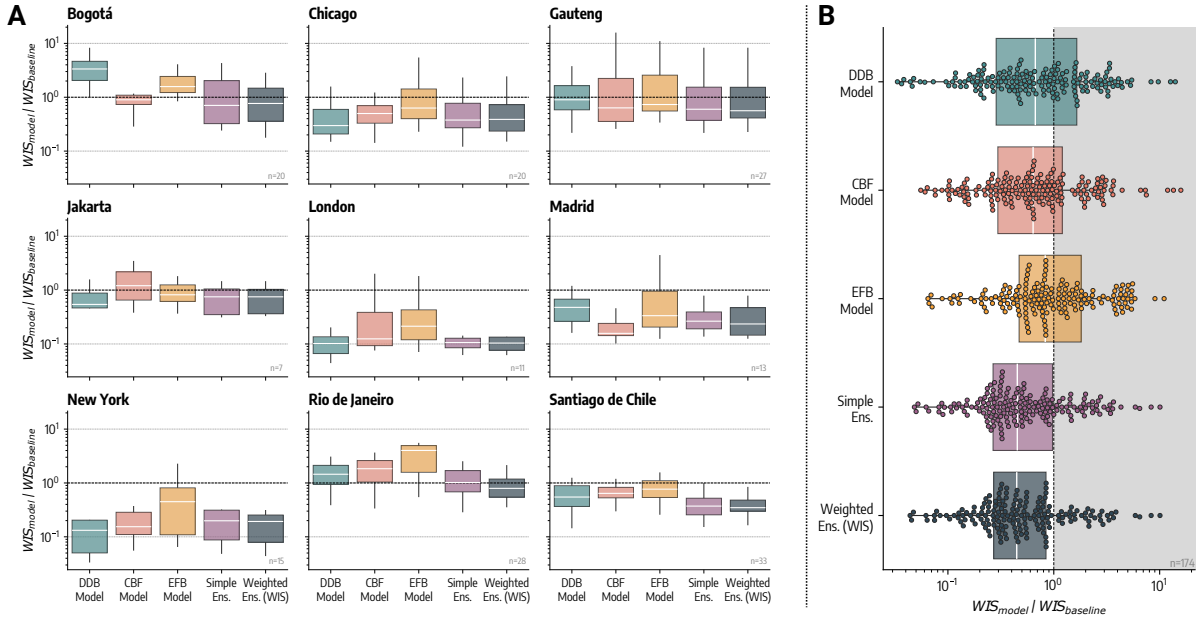 A
B
Bogotá
Chicago
Gauteng
WIS_model | WIS_baseline
10¹
10⁰
10⁻¹
n=20
n=20
n=27
Jakarta
London
Madrid
WIS_model | WIS_baseline
10¹
10⁰
10⁻¹
n=7
n=11
n=13
New York
Rio de Janeiro
Santiago de Chile
WIS_model | WIS_baseline
10¹
10⁰
10⁻¹
n=15
n=28
n=33
DDB CBF EFB Simple Weighted
Model Model Model Ens. Ens. (WIS)
DDB CBF EFB Simple Weighted
Model Model Model Ens. Ens. (WIS)
DDB CBF EFB Simple Weighted
Model Model Model Ens. Ens. (WIS)
DDB
Model
CBF
Model
EFB
Model
Simple
Ens.
Weighted
Ens. (WIS)
n=174
10⁻¹ 10⁰ 10¹
WIS_model | WIS_baseline